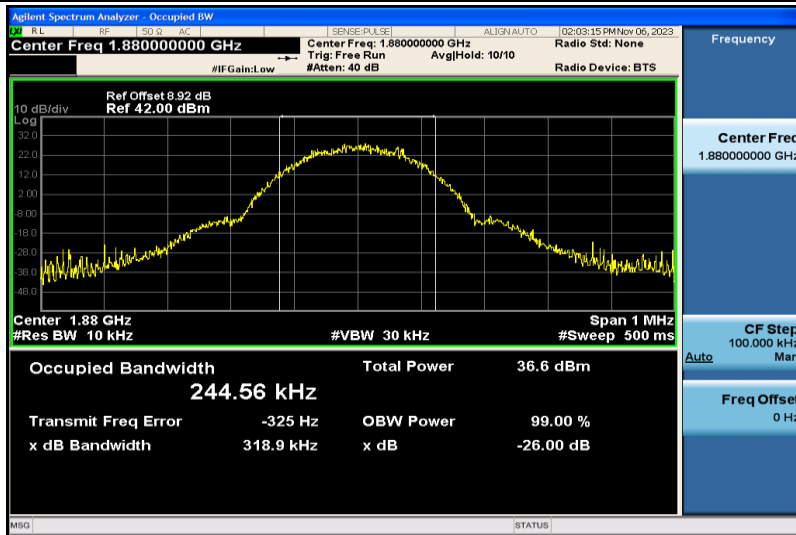 Agilent Spectrum Analyzer - Occupied BW
LXI RL RF 50 Ω AC SENSE:PULSE ALIGN AUTO 02:03:15 PM Nov 06, 2023
Center Freq 1.880000000 GHz
Center Freq: 1.880000000 GHz
Radio Std: None
Trig: Free Run Avg|Hold: 10/10
#IFGain:Low
#Atten: 40 dB
Radio Device: BTS
Ref Offset 8.92 dB
10 dB/div Ref 42.00 dBm
Log
32.0
22.0
12.0
2.00
-8.00
-18.0
-28.0
-38.0
-48.0
Center 1.88 GHz Span 1 MHz
#Res BW 10 kHz #VBW 30 kHz #Sweep 500 ms
Occupied Bandwidth Total Power 36.6 dBm
244.56 kHz
Transmit Freq Error -325 Hz OBW Power 99.00 %
x dB Bandwidth 318.9 kHz x dB -26.00 dB
MSG STATUS
Frequency
Center Freq
1.880000000 GHz
CF Step
100.000 kHz
Auto Man
Freq Offset
0 Hz